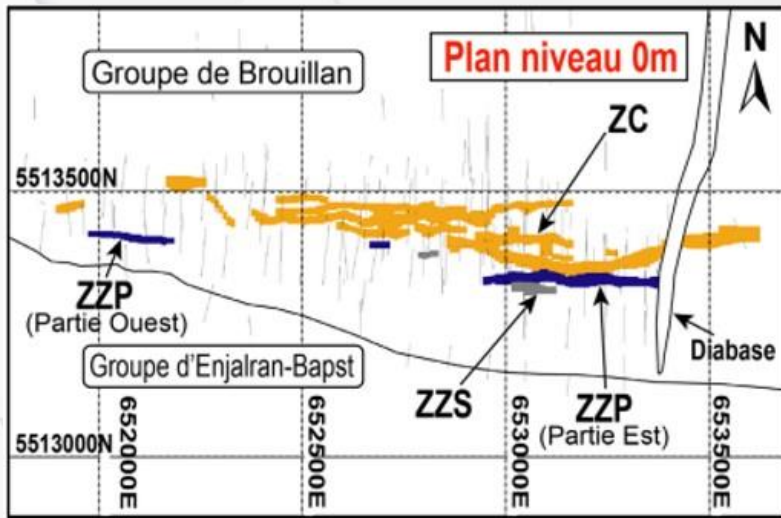 Groupe de Brouillan
Plan niveau 0m
N
ZC
5513500N
ZZP
(Partie Ouest)
Diabase
Groupe d'Enjalran-Bapst
ZZS
ZZP
(Partie Est)
5513000N
652000E
652500E
653000E
653500E